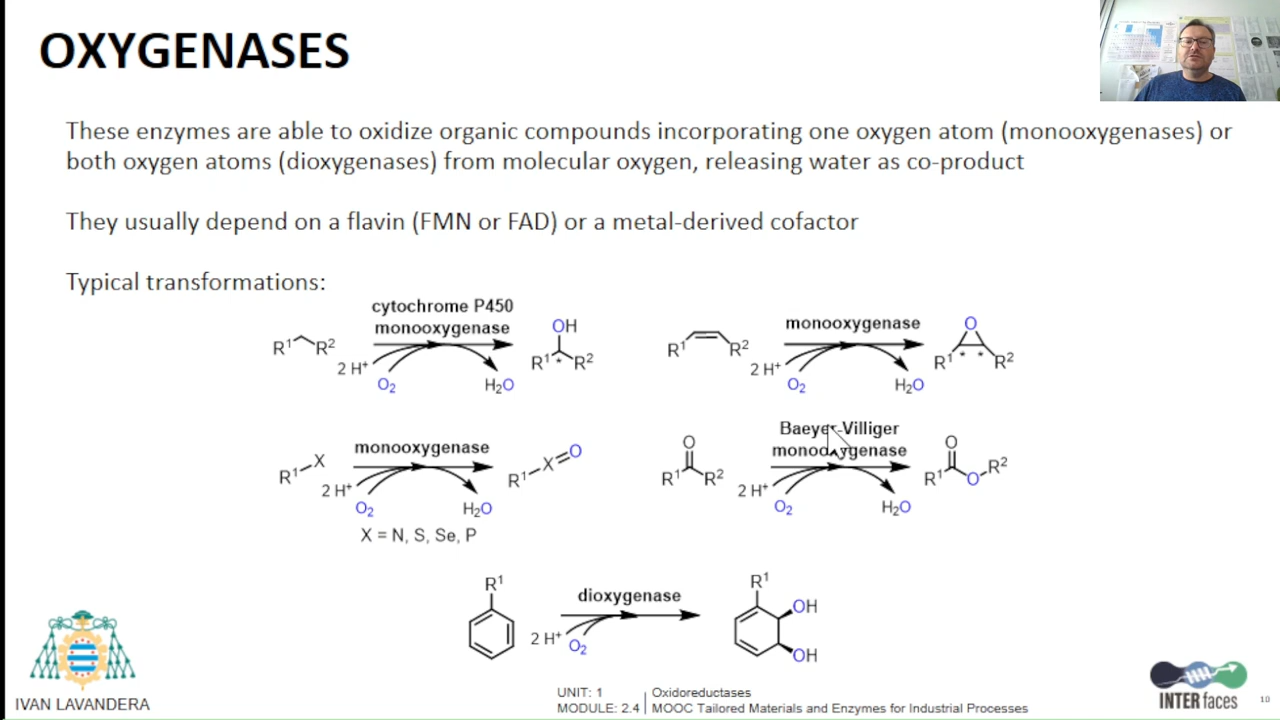 OXYGENASES
These enzymes are able to oxidize organic compounds incorporating one oxygen atom (monooxygenases) or
both oxygen atoms (dioxygenases) from molecular oxygen, releasing water as co-product
They usually depend on a flavin (FMN or FAD) or a metal-derived cofactor
Typical transformations:
cytochrome P450
monooxygenase
R¹ R²
2 H⁺
O₂
H₂O
OH
R¹ * R²
monooxygenase
R¹ R²
2 H⁺
O₂
H₂O
O
R¹ * * R²
monooxygenase
R¹ X
2 H⁺
O₂
H₂O
R¹ X O
X = N, S, Se, P
Baeyer-Villiger
monooxygenase
O
R¹ R²
2 H⁺
O₂
H₂O
O
R¹ O R²
dioxygenase
R¹
2 H⁺
O₂
R¹
OH
OH
IVAN LAVANDERA
UNIT: 1
MODULE: 2.4
Oxidoreductases
MOOC Tailored Materials and Enzymes for Industrial Processes
INTERfaces
10